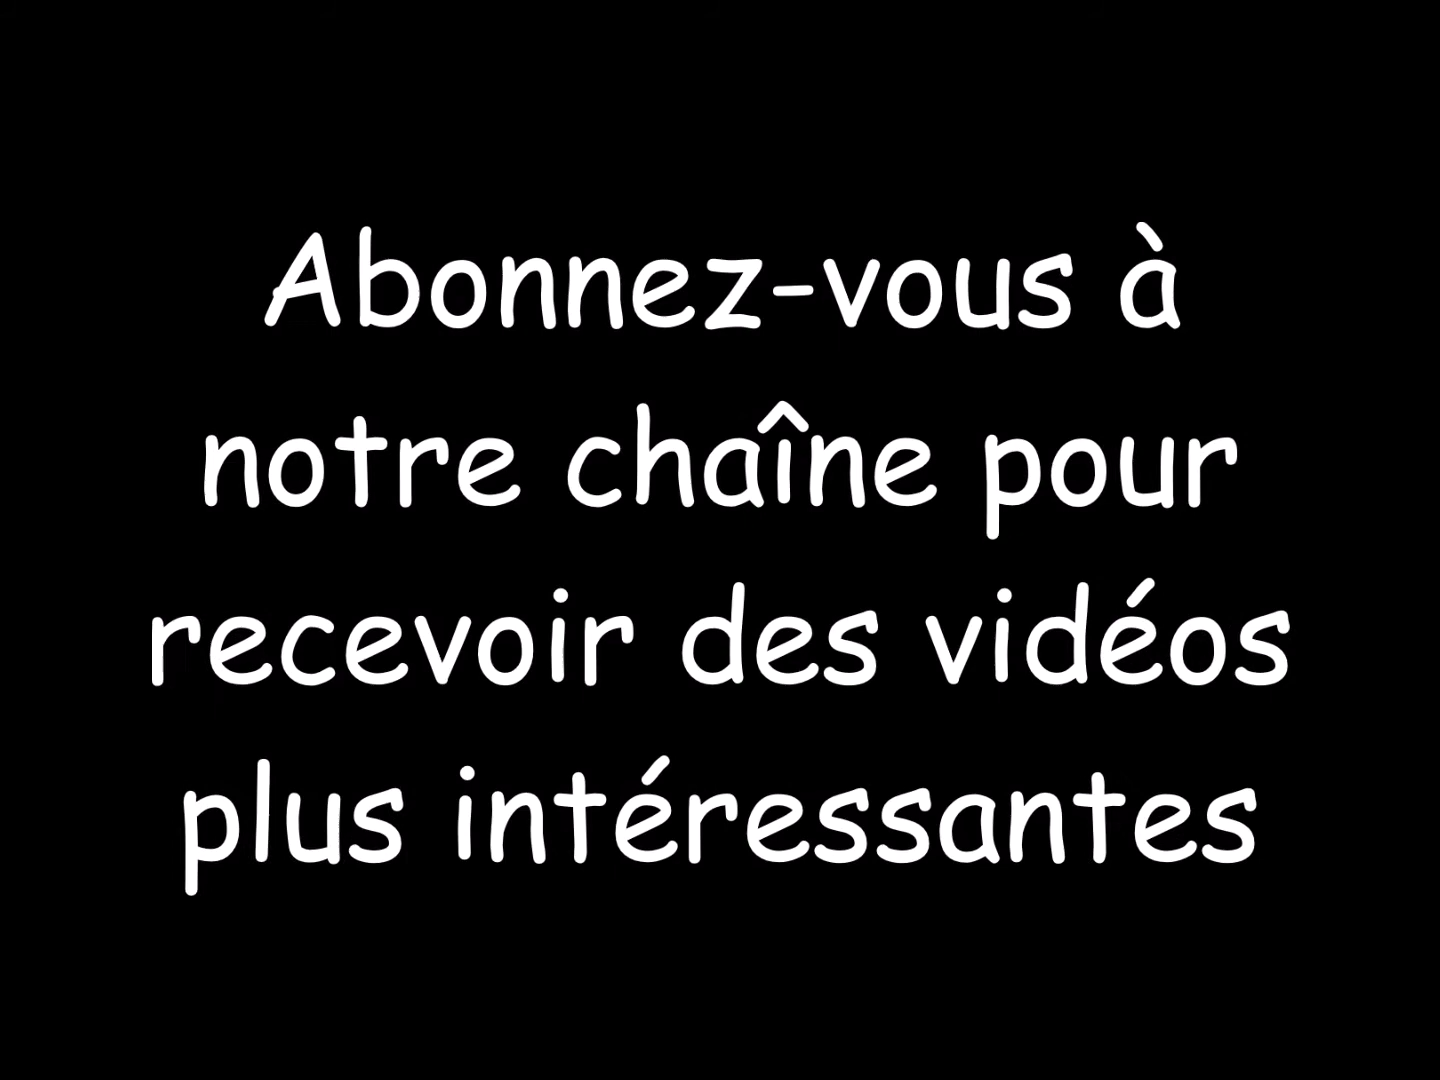 Abonnez-vous à
notre chaîne pour
recevoir des vidéos
plus intéressantes